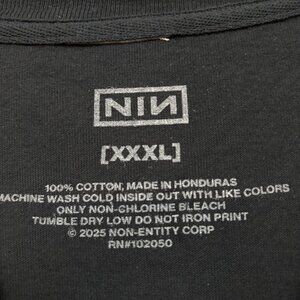 NIN
[XXXL]
100% COTTON, MADE IN HONDURAS
MACHINE WASH COLD INSIDE OUT WITH LIKE COLORS
ONLY NON-CHLORINE BLEACH
TUMBLE DRY LOW DO NOT IRON PRINT
© 2025 NON-ENTITY CORP
RN#102050